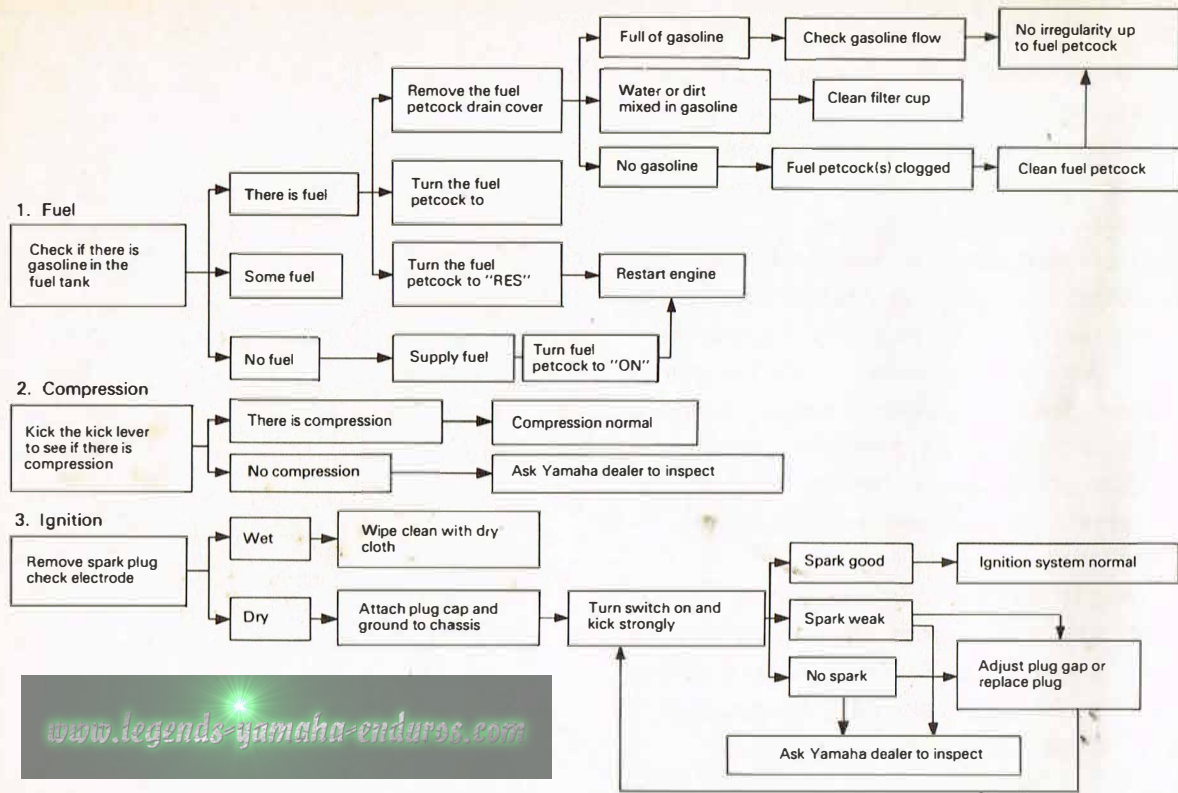 1. Fuel
Check if there is
gasoline in the
fuel tank
There is fuel
Some fuel
No fuel
Remove the fuel
petcock drain cover
Turn the fuel
petcock to
Turn the fuel
petcock to "RES"
Supply fuel
Turn fuel
petcock to "ON"
Restart engine
Full of gasoline
Check gasoline flow
No irregularity up
to fuel petcock
Water or dirt
mixed in gasoline
Clean filter cup
No gasoline
Fuel petcock(s) clogged
Clean fuel petcock
2. Compression
Kick the kick lever
to see if there is
compression
There is compression
Compression normal
No compression
Ask Yamaha dealer to inspect
3. Ignition
Remove spark plug
check electrode
Wet
Wipe clean with dry
cloth
Dry
Attach plug cap and
ground to chassis
Turn switch on and
kick strongly
Spark good
Ignition system normal
Spark weak
No spark
Adjust plug gap or
replace plug
Ask Yamaha dealer to inspect
www.legends-yamaha-enduros.com